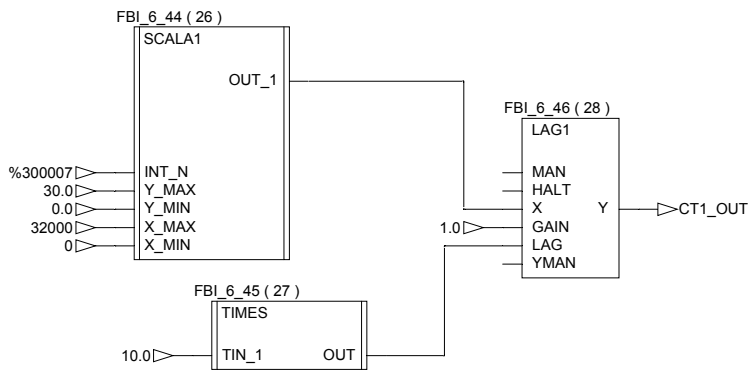 FBI_6_44 ( 26 )
SCALA1
OUT_1
%300007 INT_N
30.0 Y_MAX
0.0 Y_MIN
32000 X_MAX
0 X_MIN
FBI_6_46 ( 28 )
LAG1
MAN
HALT
X Y CT1_OUT
1.0 GAIN
LAG
YMAN
FBI_6_45 ( 27 )
TIMES
10.0 TIN_1 OUT